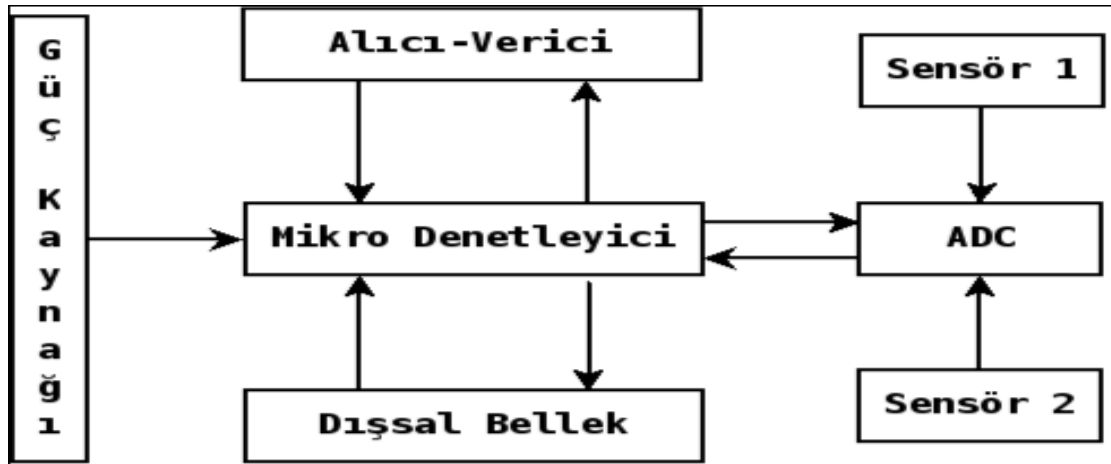 Güç Kaynağı
Alıcı-Verici
Sensör 1
Mikro Denetleyici
ADC
Dışsal Bellek
Sensör 2